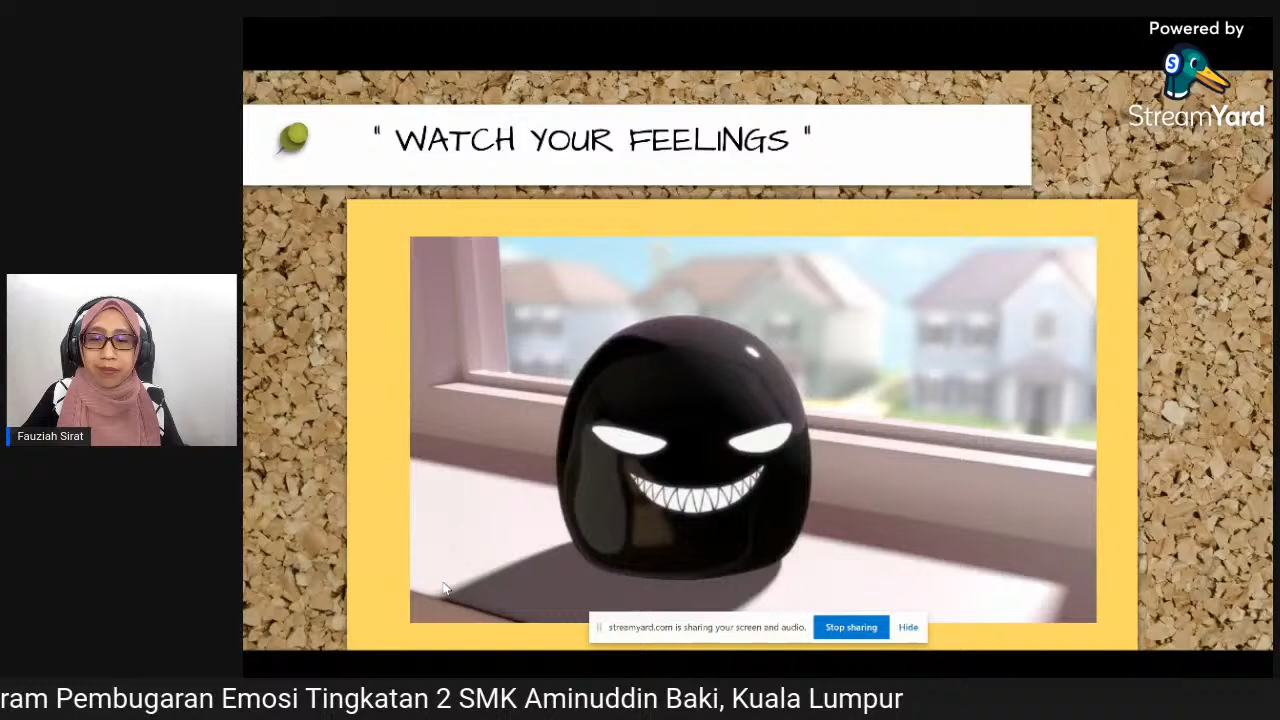 Powered by
S
StreamYard
" WATCH YOUR FEELINGS "
Fauziah Sirat
streamyard.com is sharing your screen and audio.
Stop sharing
Hide
ram Pembugaran Emosi Tingkatan 2 SMK Aminuddin Baki, Kuala Lumpur